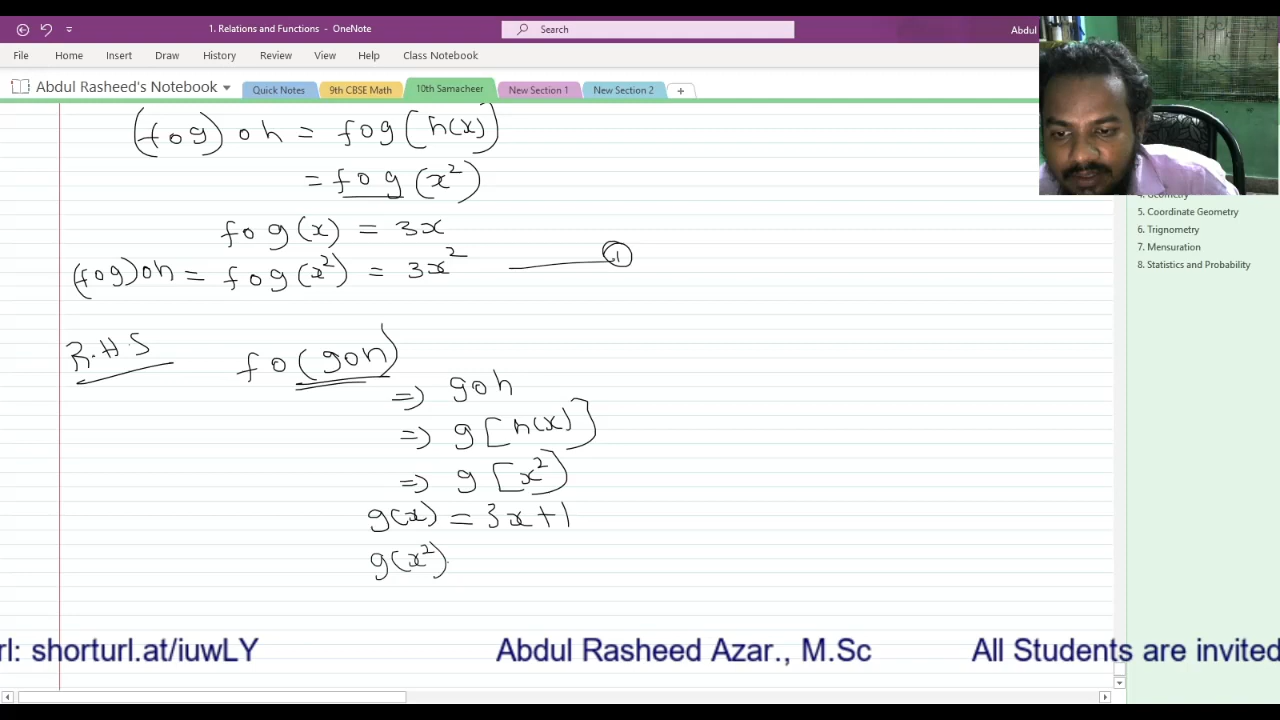 1. Relations and Functions - OneNote
Search
Abdul
File Home Insert Draw History Review View Help Class Notebook
Abdul Rasheed's Notebook Quick Notes 9th CBSE Math 10th Samacheer New Section 1 New Section 2 +
(fog) oh = fog [h(x)]
= fog (x²)
fog(x) = 3x
(fog)oh = fog(x²) = 3x² ——— ①
R.H.S fo(goh)
=> goh
=> g[h(x)]
=> g[x²]
g(x) = 3x+1
g(x²)
5. Coordinate Geometry
6. Trignometry
7. Mensuration
8. Statistics and Probability
rl: shorturl.at/iuwLY Abdul Rasheed Azar., M.Sc All Students are invited